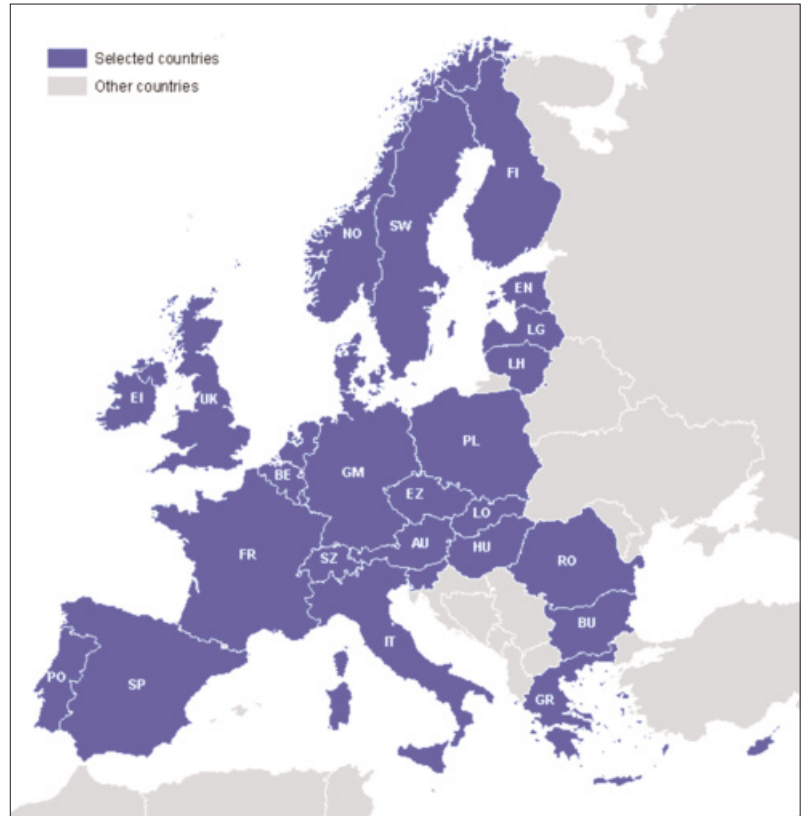 Selected countries
Other countries
FI
NO
SW
EN
LG
LH
EI
UK
PL
BE
GM
EZ
LO
FR
SZ
AU
HU
RO
BU
IT
PO
SP
GR